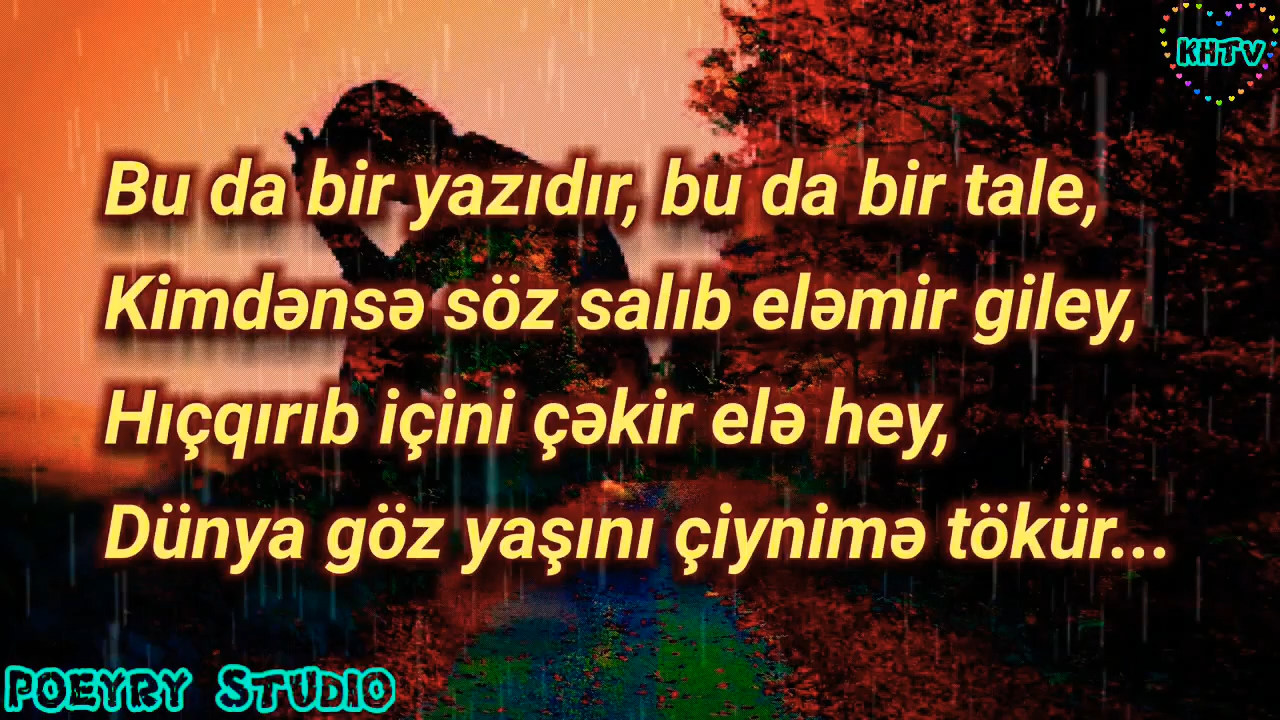 KHTV
Bu da bir yazıdır, bu da bir tale,
Kimdənsə söz salıb eləmir giley,
Hıçqırıb içini çəkir elə hey,
Dünya göz yaşını çiynimə tökür...
POEYRY STUDIO